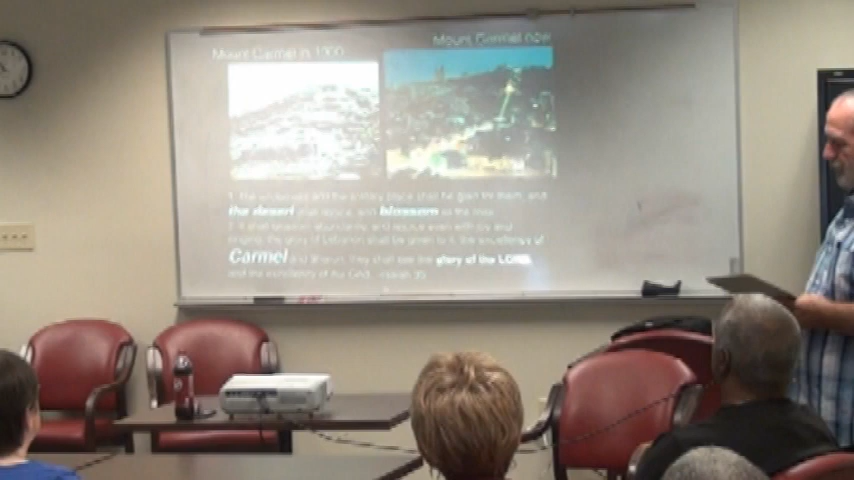 Mount Carmel in 1900
Mount Carmel now
1. The wilderness and the solitary place shall be glad for them, and
the desert shall rejoice, and blossom as the rose.
2. It shall blossom abundantly, and rejoice even with joy and
singing, the glory of Lebanon shall be given to it, the excellence of
Carmel and Sharon, they shall see the glory of the LORD,
and the excellency of our God. Isaiah 35